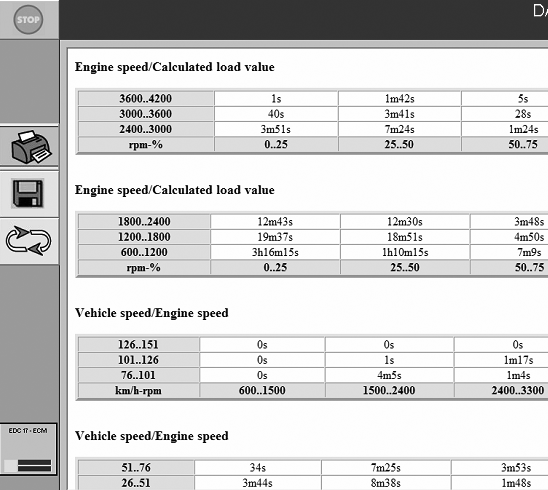 STOP
DA
Engine speed/Calculated load value
3600..4200 1s 1m42s 5s
3000..3600 40s 3m41s 28s
2400..3000 3m51s 7m24s 1m24s
rpm-% 0..25 25..50 50..75
Engine speed/Calculated load value
1800..2400 12m43s 12m30s 3m48s
1200..1800 19m37s 18m51s 4m50s
600..1200 3h16m15s 1h10m15s 7m9s
rpm-% 0..25 25..50 50..75
Vehicle speed/Engine speed
126..151 0s 0s 0s
101..126 0s 1s 1m17s
76..101 0s 4m5s 1m4s
km/h-rpm 600..1500 1500..2400 2400..3300
EDC 17 - ECM
Vehicle speed/Engine speed
51..76 34s 7m25s 3m53s
26..51 3m44s 8m38s 1m48s